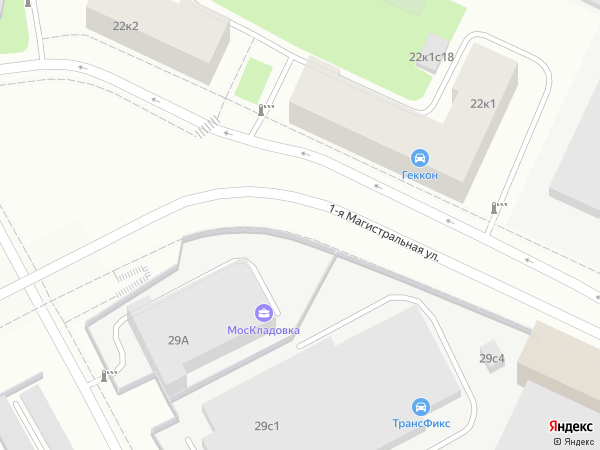 22к2
22к1с18
22к1
Геккон
1-я Магистральная ул.
МосКладовка
29А
29с4
ТрансФикс
29с1
Яндекс
© Яндекс